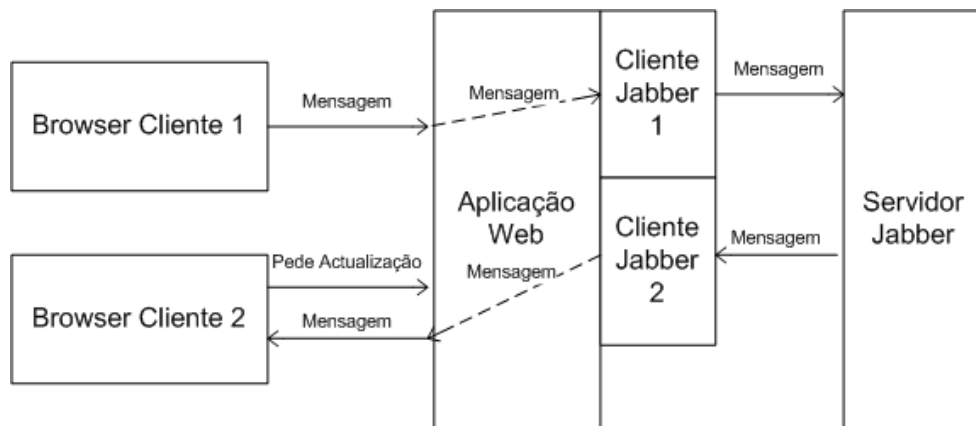 Browser Cliente 1
Mensagem
Mensagem
Cliente
Jabber
1
Mensagem
Aplicação
Web
Servidor
Jabber
Browser Cliente 2
Pede Actualização
Mensagem
Mensagem
Cliente
Jabber
2
Mensagem